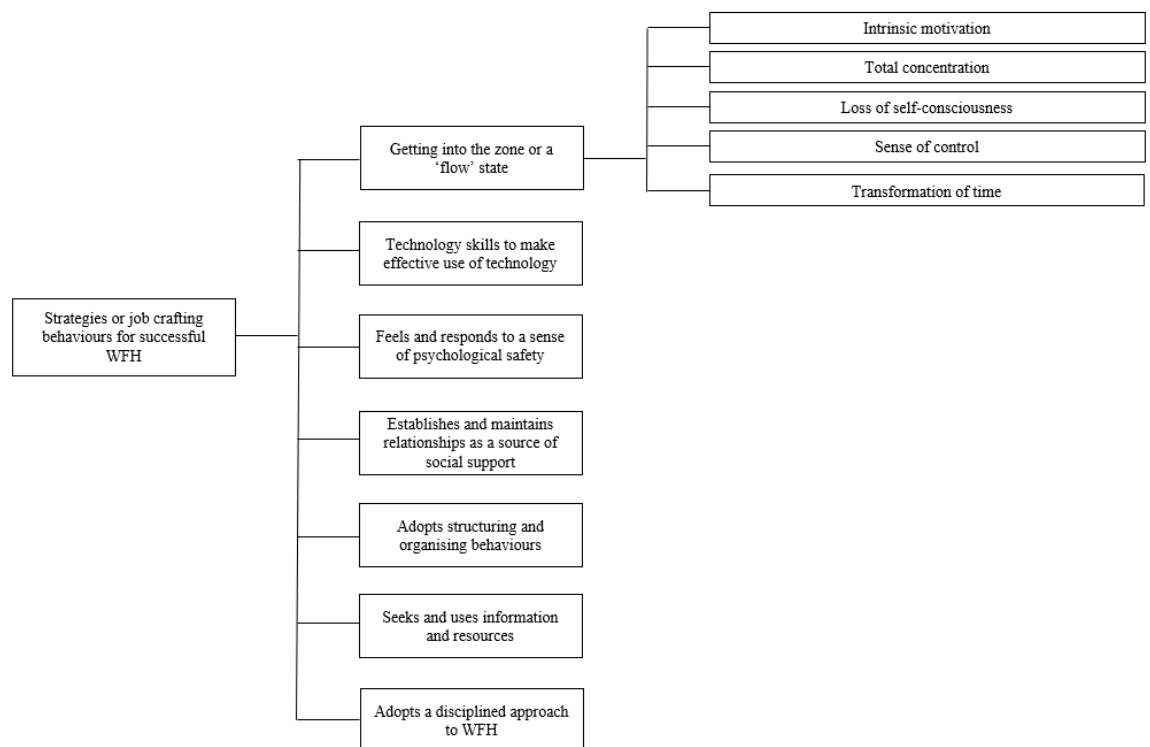 Strategies or job crafting
behaviours for successful
WFH
Getting into the zone or a
‘flow’ state
Intrinsic motivation
Total concentration
Loss of self-consciousness
Sense of control
Transformation of time
Technology skills to make
effective use of technology
Feels and responds to a sense
of psychological safety
Establishes and maintains
relationships as a source of
social support
Adopts structuring and
organising behaviours
Seeks and uses information
and resources
Adopts a disciplined approach
to WFH